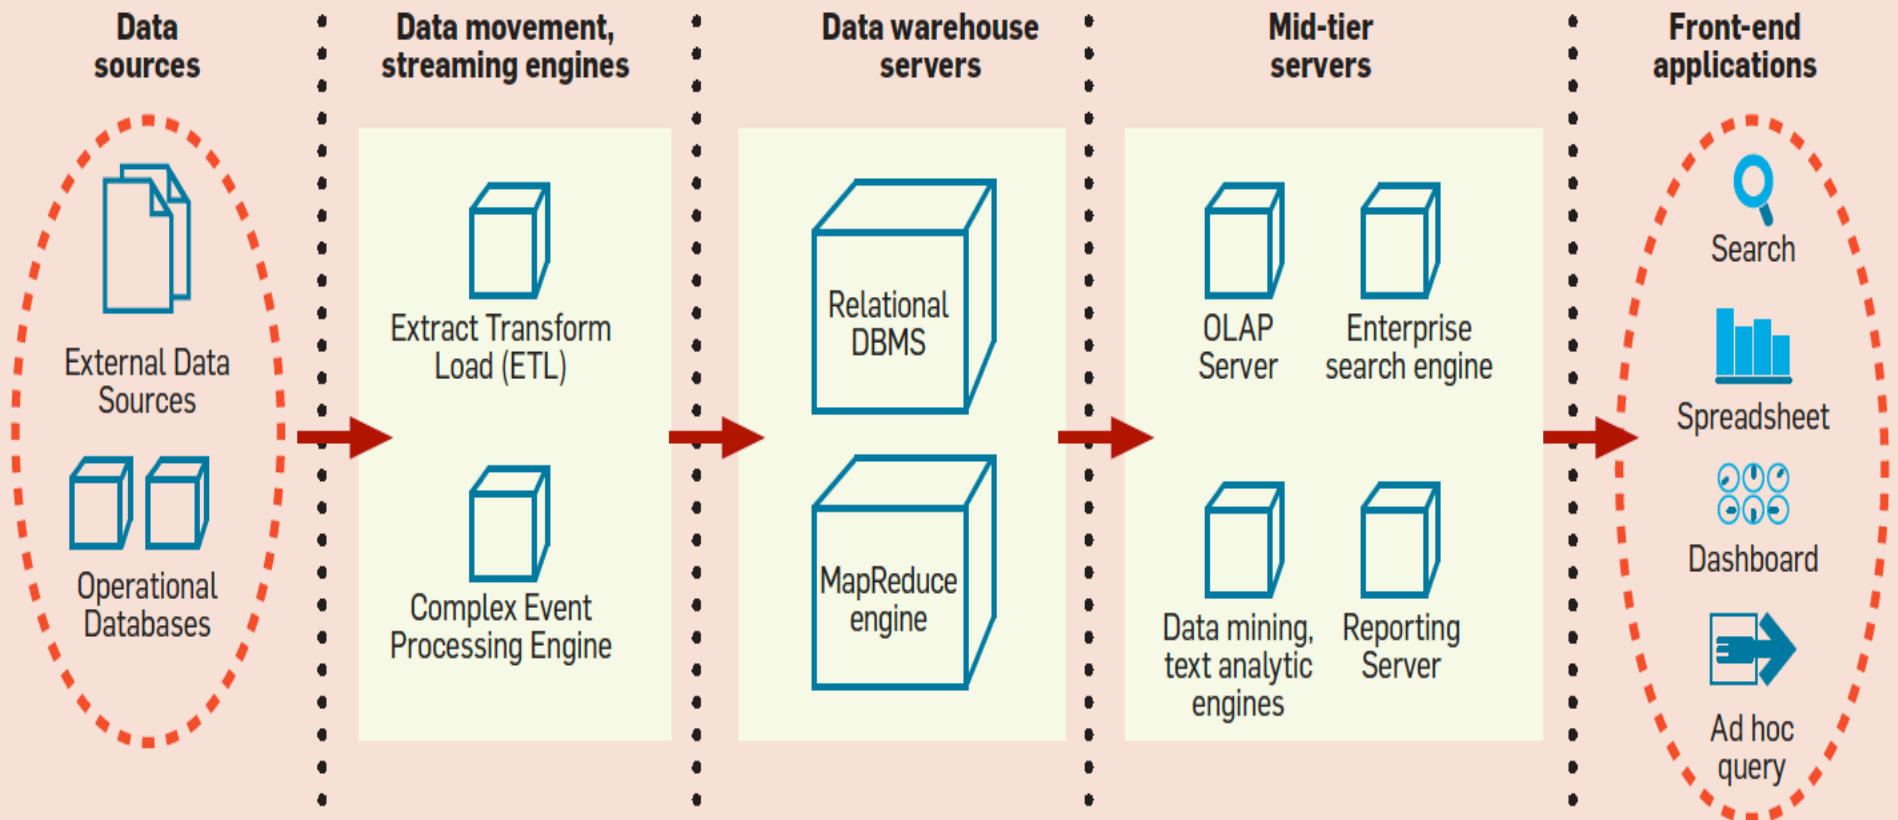 Data
sources
Data movement,
streaming engines
Data warehouse
servers
Mid-tier
servers
Front-end
applications
External Data
Sources
Operational
Databases
Extract Transform
Load (ETL)
Complex Event
Processing Engine
Relational
DBMS
MapReduce
engine
OLAP
Server
Enterprise
search engine
Data mining,
text analytic
engines
Reporting
Server
Search
Spreadsheet
Dashboard
Ad hoc
query